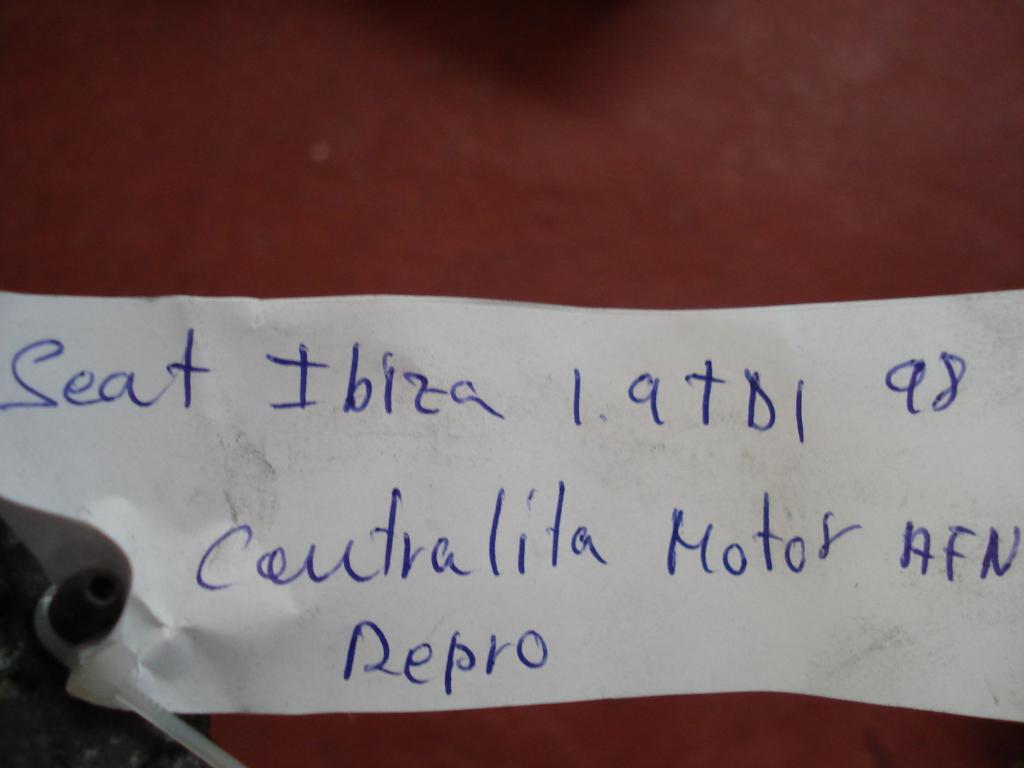 Seat Ibiza 1.9 tDI 98
Centralita Motor AFN
Repro